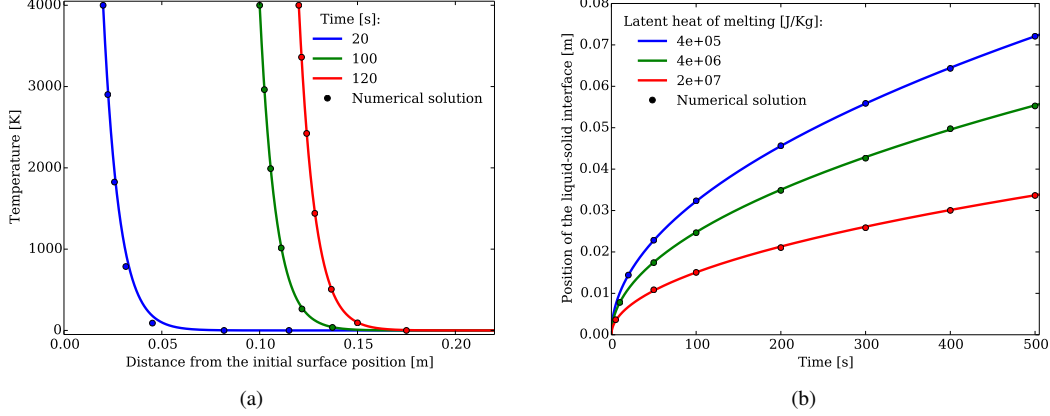 4000
3000
2000
1000
0
Temperature [K]
0.00
0.05
0.10
0.15
0.20
Distance from the initial surface position [m]
Time [s]:
20
100
120
Numerical solution
(a)
0.08
0.07
0.06
0.05
0.04
0.03
0.02
0.01
0.00
Position of the liquid-solid interface [m]
0
100
200
300
400
500
Time [s]
Latent heat of melting [J/Kg]:
4e+05
4e+06
2e+07
Numerical solution
(b)